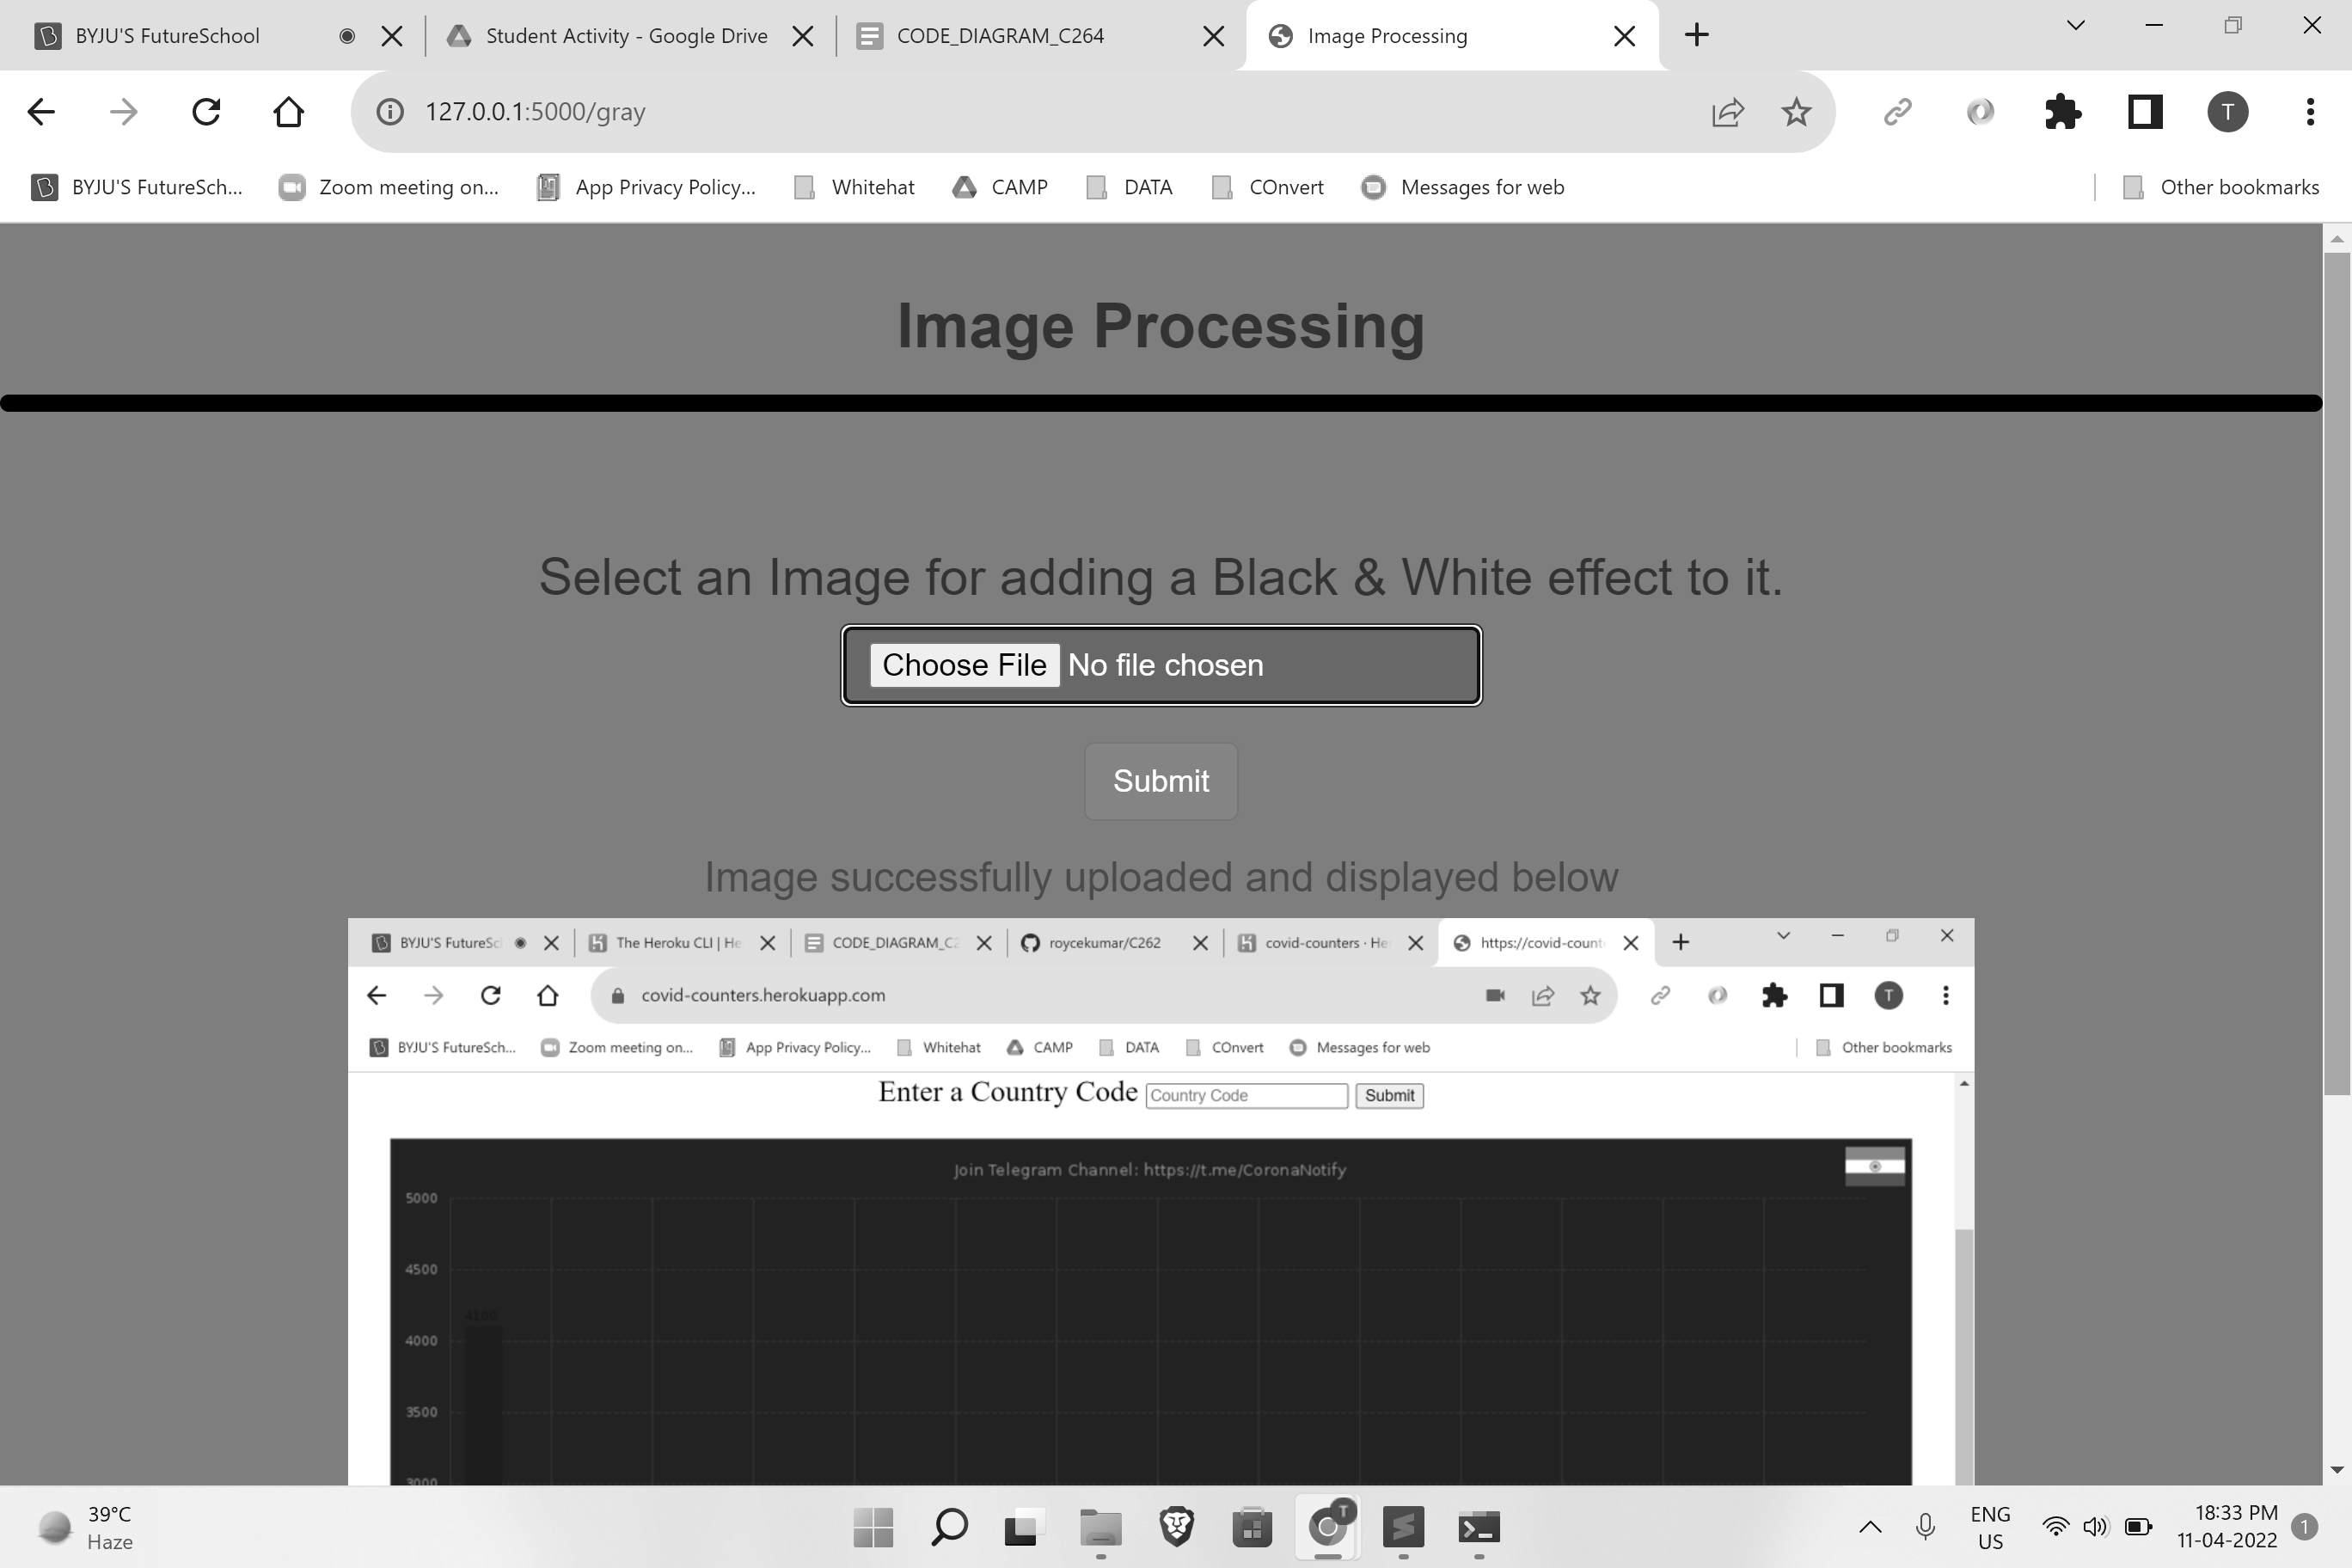 BYJU'S FutureSchool
Student Activity - Google Drive
CODE_DIAGRAM_C264
Image Processing
127.0.0.1:5000/gray
T
BYJU'S FutureSch...
Zoom meeting on...
App Privacy Policy...
Whitehat
CAMP
DATA
COnvert
Messages for web
Other bookmarks
Image Processing
Select an Image for adding a Black & White effect to it.
Choose File No file chosen
Submit
Image successfully uploaded and displayed below
BYJU'S FutureSc
The Heroku CLI | He
CODE_DIAGRAM_C2
roycekumar/C262
covid-counters · He
https://covid-count
covid-counters.herokuapp.com
T
BYJU'S FutureSch...
Zoom meeting on...
App Privacy Policy...
Whitehat
CAMP
DATA
COnvert
Messages for web
Other bookmarks
Enter a Country Code Country Code Submit
Join Telegram Channel: https://t.me/CoronaNotify
5000
4500
4100
4000
3500
3000
39°C
Haze
T
ENG
US
18:33 PM
11-04-2022
1